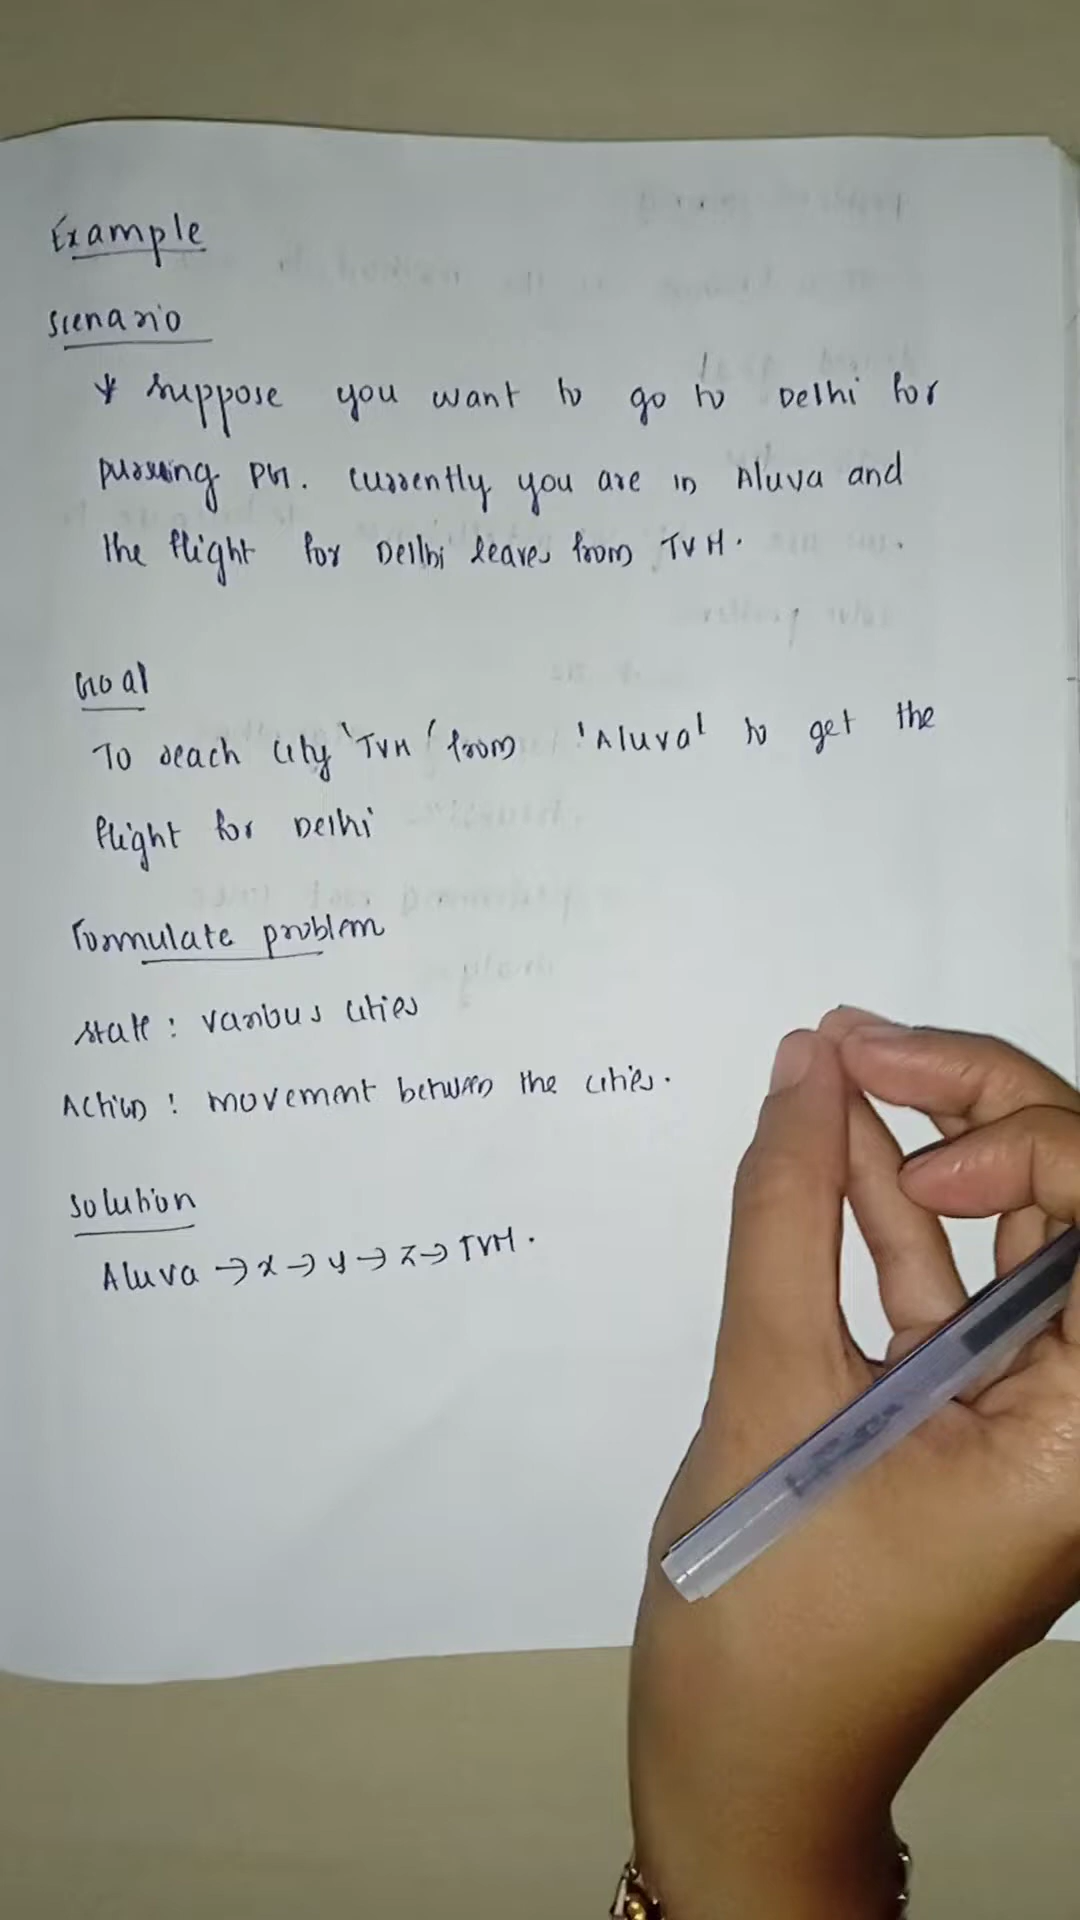 Example
Scenario
* Suppose you want to go to Delhi for
pursuing PG. Currently you are in Aluva and
the flight for Delhi leaves from TVM.
Goal
To reach city 'TVM' from 'Aluva' to get the
flight for Delhi
Formulate problem
State : various cities
Action : movement between the cities.
Solution
Aluva → x → y → z → TVM.